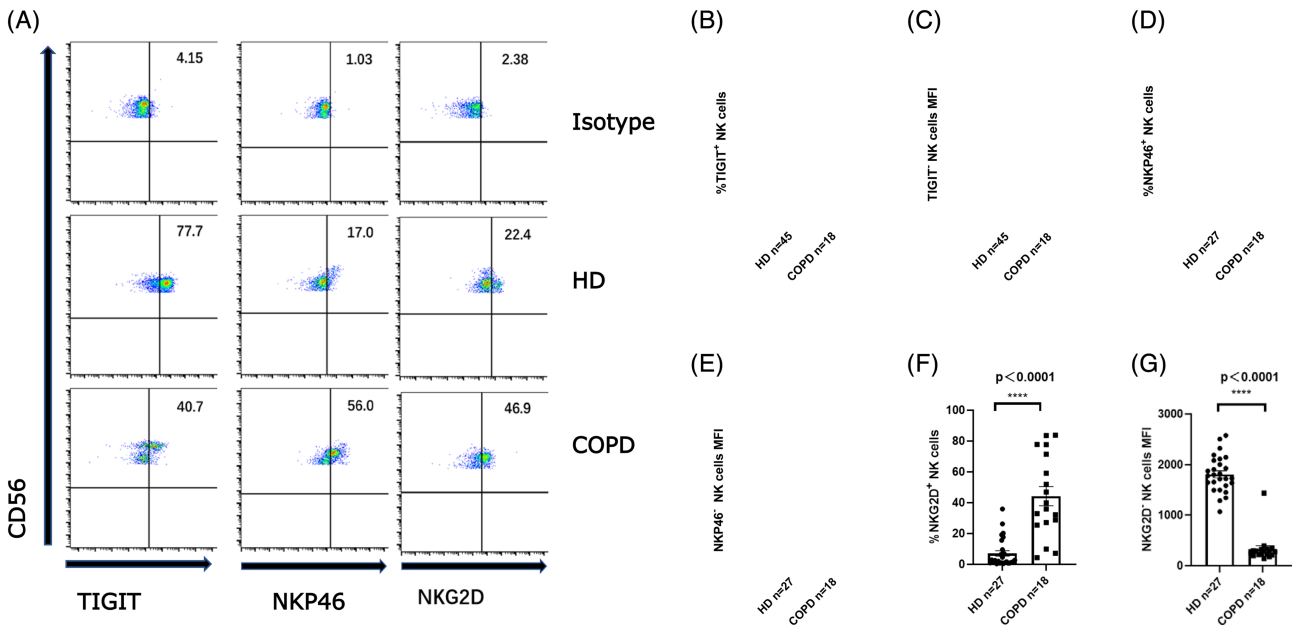 (A)
4.15
1.03
2.38
Isotype
77.7
17.0
22.4
HD
40.7
56.0
46.9
COPD
CD56
TIGIT
NKP46
NKG2D
(B)
%TIGIT⁺ NK cells
HD n=45
COPD n=18
(C)
TIGIT⁻ NK cells MFI
HD n=45
COPD n=18
(D)
%NKP46⁺ NK cells
HD n=27
COPD n=18
(E)
NKP46⁻ NK cells MFI
HD n=27
COPD n=18
(F)
p<0.0001
****
% NKG2D⁺ NK cells
100
80
60
40
20
0
HD n=27
COPD n=18
(G)
p<0.0001
****
NKG2D⁻ NK cells MFI
3000
2000
1000
0
HD n=27
COPD n=18